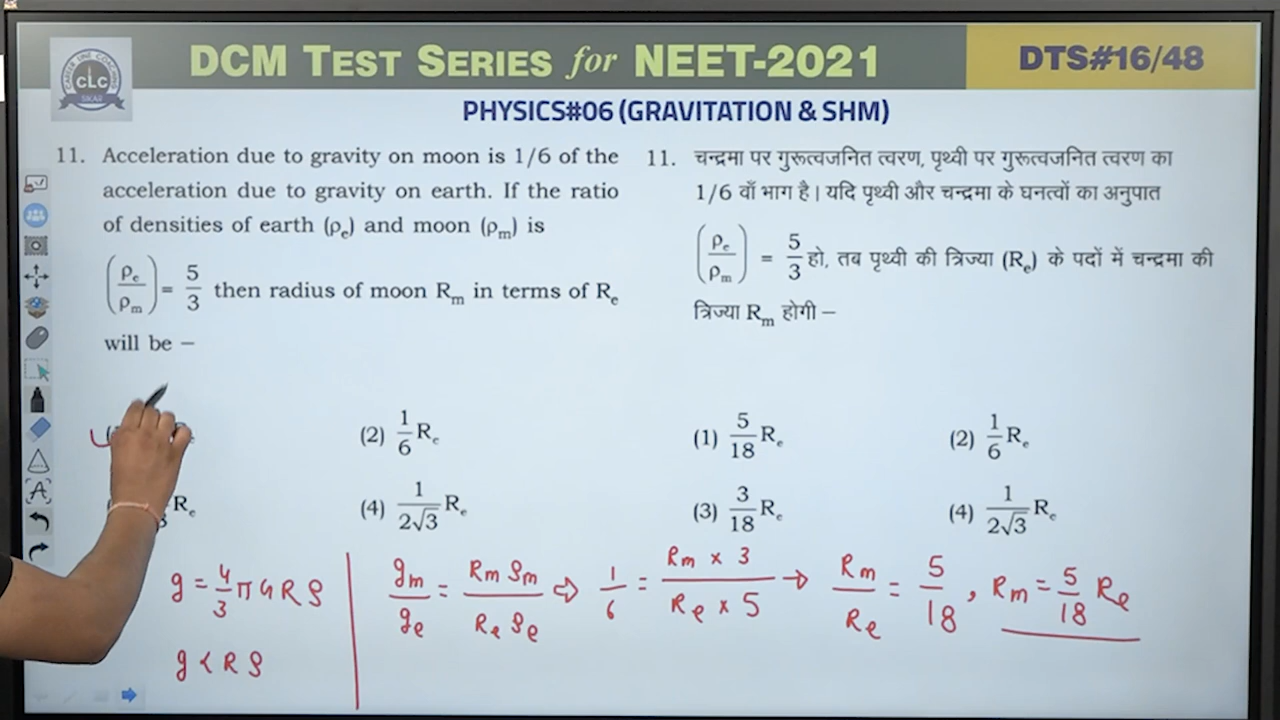 CAREER LINE COACHING
CLC
SIKAR
DCM TEST SERIES for NEET-2021
DTS#16/48
PHYSICS#06 (GRAVITATION & SHM)
11. Acceleration due to gravity on moon is 1/6 of the
acceleration due to gravity on earth. If the ratio
of densities of earth (ρe) and moon (ρm) is
(ρe/ρm) = 5/3 then radius of moon Rm in terms of Re
will be –
(2) 1/6 Re
Re
(4) 1/2√3 Re
11. चन्द्रमा पर गुरूत्वजनित त्वरण, पृथ्वी पर गुरूत्वजनित त्वरण का
1/6 वाँ भाग है। यदि पृथ्वी और चन्द्रमा के घनत्वों का अनुपात
(ρe/ρm) = 5/3 हो, तब पृथ्वी की त्रिज्या (Re) के पदों में चन्द्रमा की
त्रिज्या Rm होगी –
(1) 5/18 Re (2) 1/6 Re
(3) 3/18 Re (4) 1/2√3 Re
g = 4/3 π G R ρ
g ∝ R ρ
gm/ge = Rm ρm/Re ρe ⇒ 1/6 = Rm × 3/Re × 5 → Rm/Re = 5/18, Rm = 5/18 Re